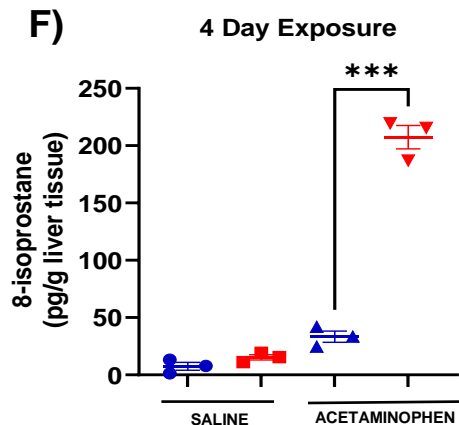 F)
4 Day Exposure
***
8-isoprostane
(pg/g liver tissue)
250
200
150
100
50
0
SALINE
ACETAMINOPHEN